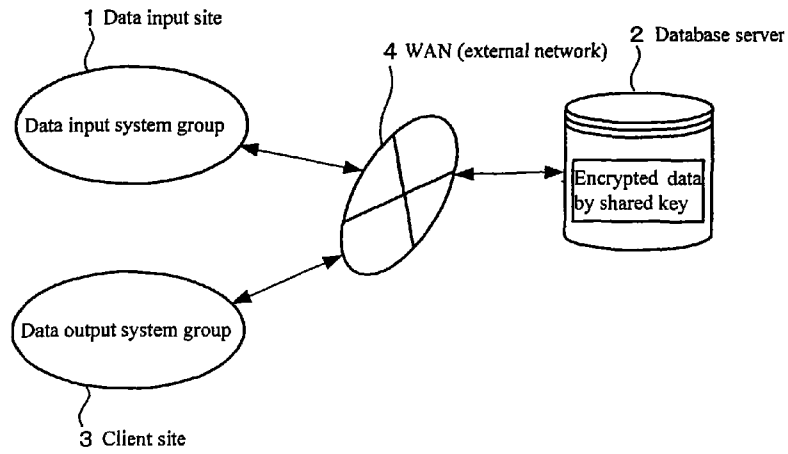 1 Data input site
2 Database server
4 WAN (external network)
Data input system group
Encrypted data
by shared key
Data output system group
3 Client site